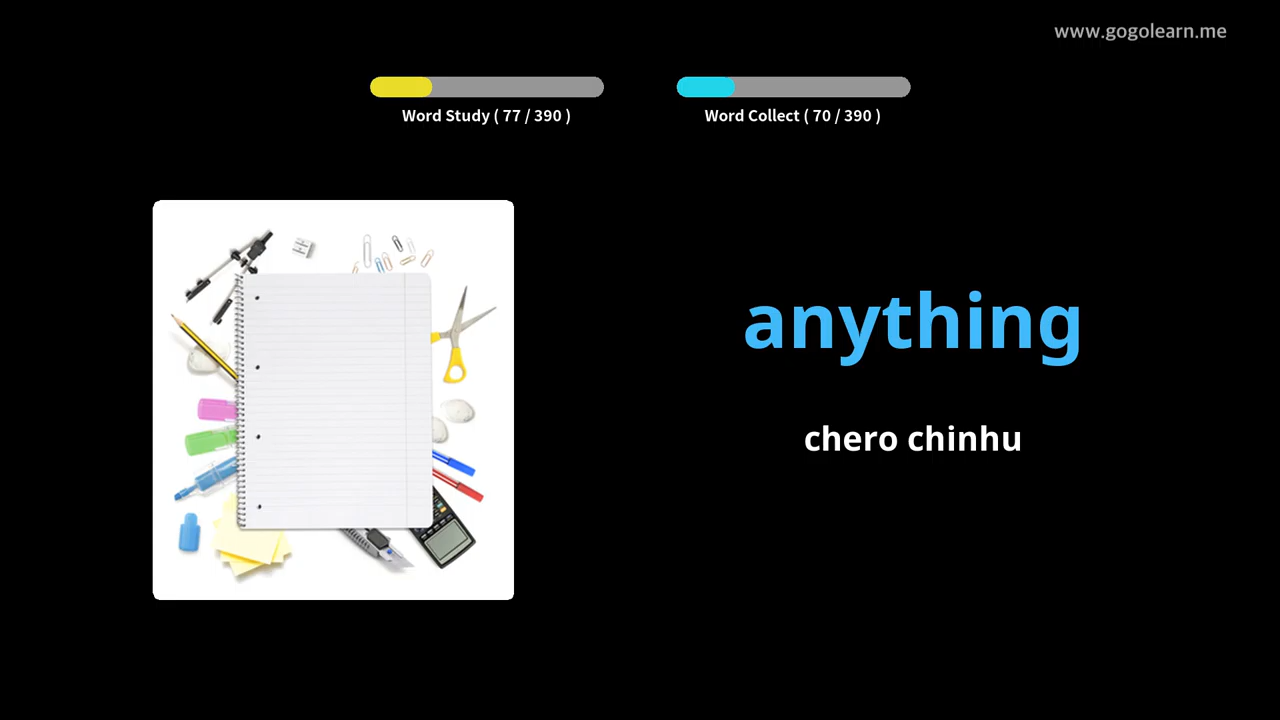 www.gogolearn.me
Word Study ( 77 / 390 )
Word Collect ( 70 / 390 )
anything
chero chinhu